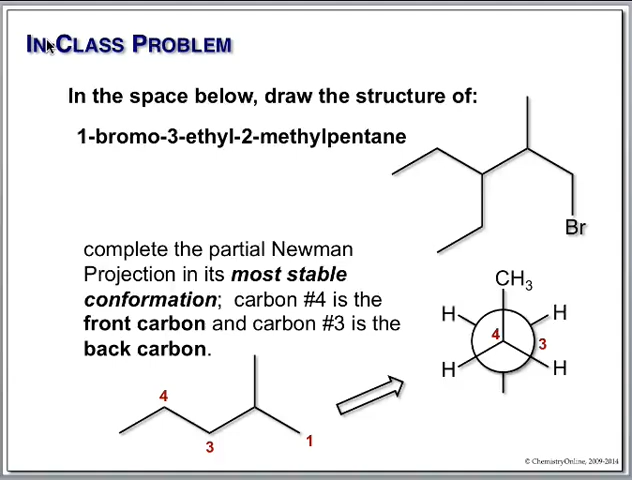 IN-CLASS PROBLEM
In the space below, draw the structure of:
1-bromo-3-ethyl-2-methylpentane
Br
complete the partial Newman
Projection in its most stable
conformation; carbon #4 is the
front carbon and carbon #3 is the
back carbon.
CH3
H H
4 3
H H
4
3
1
© ChemistryOnline, 2009-2014